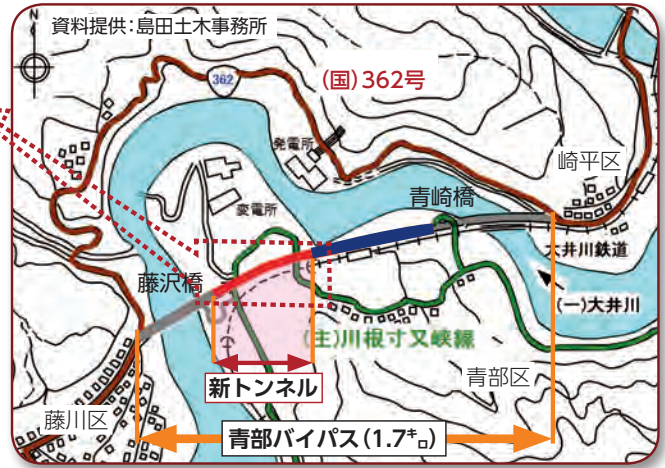 資料提供:島田土木事務所
N
362
(国)362号
発電所
崎平区
青崎橋
変電所
大井川鉄道
藤沢橋
(一)大井川
(主)川根寸又峡線
新トンネル
青部区
藤川区
青部バイパス(1.7㌔)